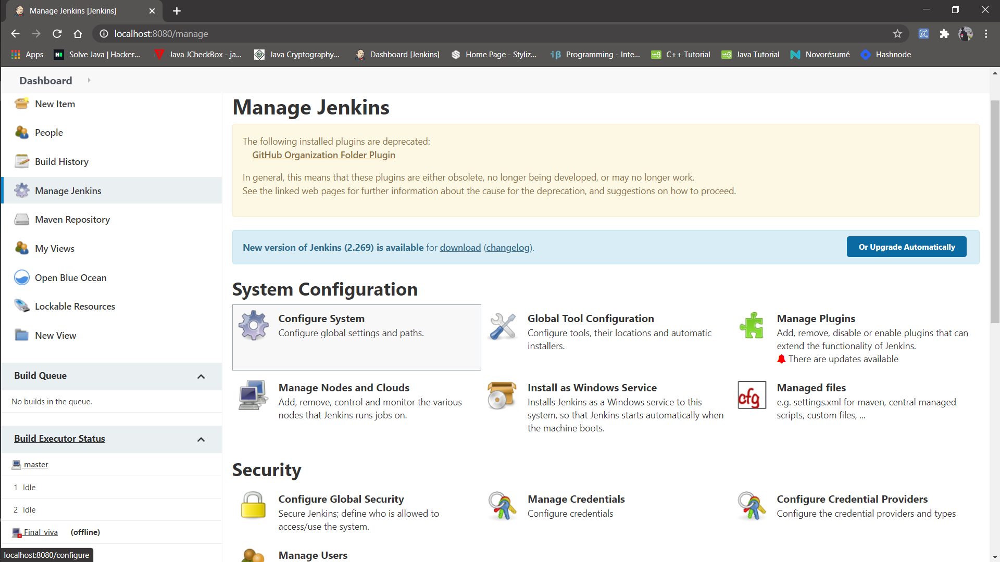 Manage Jenkins [Jenkins]
localhost:8080/manage
Apps
Solve Java | Hacker...
Java JCheckBox - ja...
Java Cryptography...
Dashboard [Jenkins]
Home Page - Styliz...
Programming - Inte...
C++ Tutorial
Java Tutorial
Novorésumé
Hashnode
Dashboard
New Item
People
Build History
Manage Jenkins
Maven Repository
My Views
Open Blue Ocean
Lockable Resources
New View
Build Queue
No builds in the queue.
Build Executor Status
master
1 Idle
2 Idle
Final_viva (offline)
localhost:8080/configure
Manage Jenkins
The following installed plugins are deprecated:
GitHub Organization Folder Plugin
In general, this means that these plugins are either obsolete, no longer being developed, or may no longer work.
See the linked web pages for further information about the cause for the deprecation, and suggestions on how to proceed.
New version of Jenkins (2.269) is available for download (changelog).
Or Upgrade Automatically
System Configuration
Configure System
Configure global settings and paths.
Global Tool Configuration
Configure tools, their locations and automatic
installers.
Manage Plugins
Add, remove, disable or enable plugins that can
extend the functionality of Jenkins.
There are updates available
Manage Nodes and Clouds
Add, remove, control and monitor the various
nodes that Jenkins runs jobs on.
Install as Windows Service
Installs Jenkins as a Windows service to this
system, so that Jenkins starts automatically when
the machine boots.
cfg
Managed files
e.g. settings.xml for maven, central managed
scripts, custom files, ...
Security
Configure Global Security
Secure Jenkins; define who is allowed to
access/use the system.
Manage Credentials
Configure credentials
Configure Credential Providers
Configure the credential providers and types
Manage Users